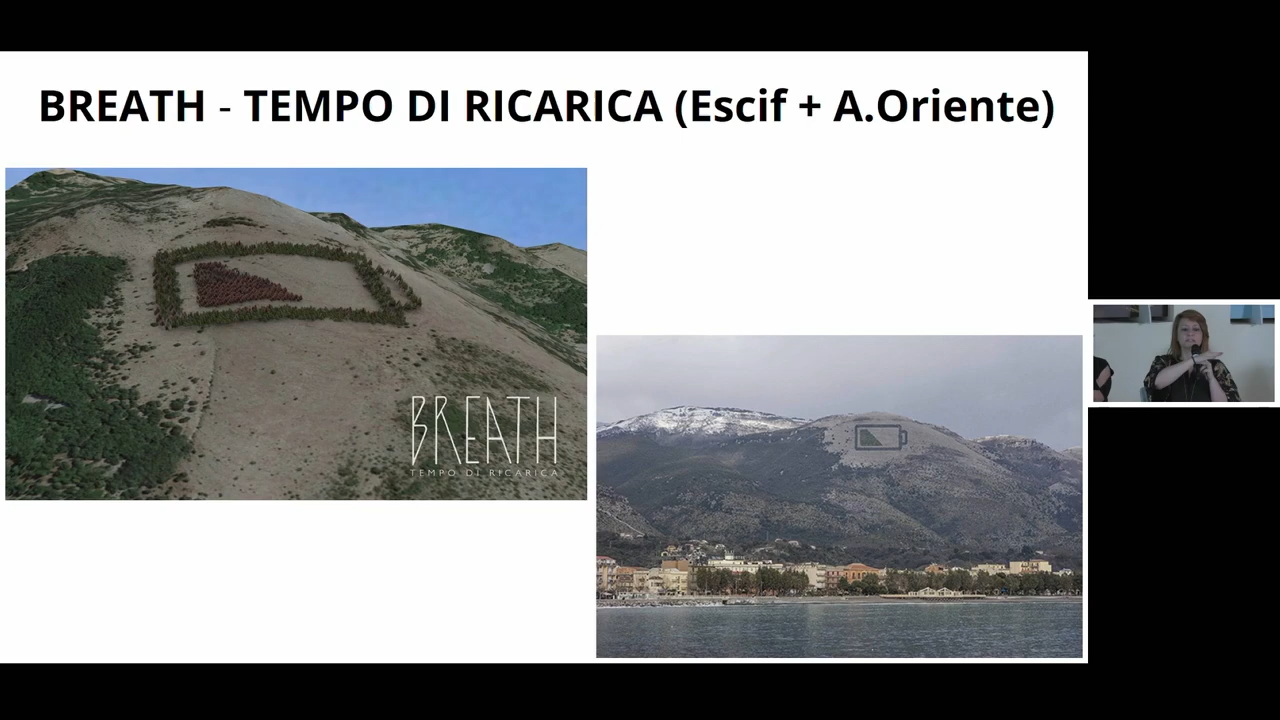 BREATH - TEMPO DI RICARICA (Escif + A.Oriente)
BREATH
TEMPO DI RICARICA